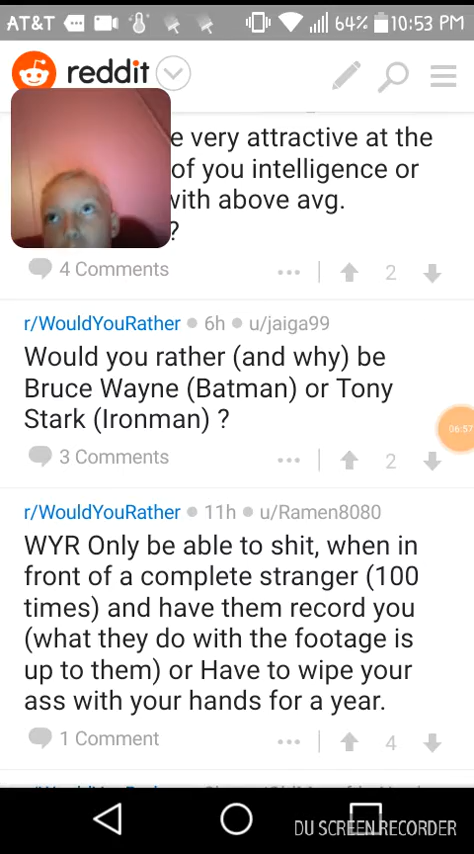 AT&T 64% 10:53 PM
reddit
e very attractive at the
of you intelligence or
with above avg.
?
4 Comments 2
r/WouldYouRather 6h u/jaiga99
Would you rather (and why) be
Bruce Wayne (Batman) or Tony
Stark (Ironman) ?
06:57
3 Comments 2
r/WouldYouRather 11h u/Ramen8080
WYR Only be able to shit, when in
front of a complete stranger (100
times) and have them record you
(what they do with the footage is
up to them) or Have to wipe your
ass with your hands for a year.
1 Comment 4
DU SCREEN RECORDER